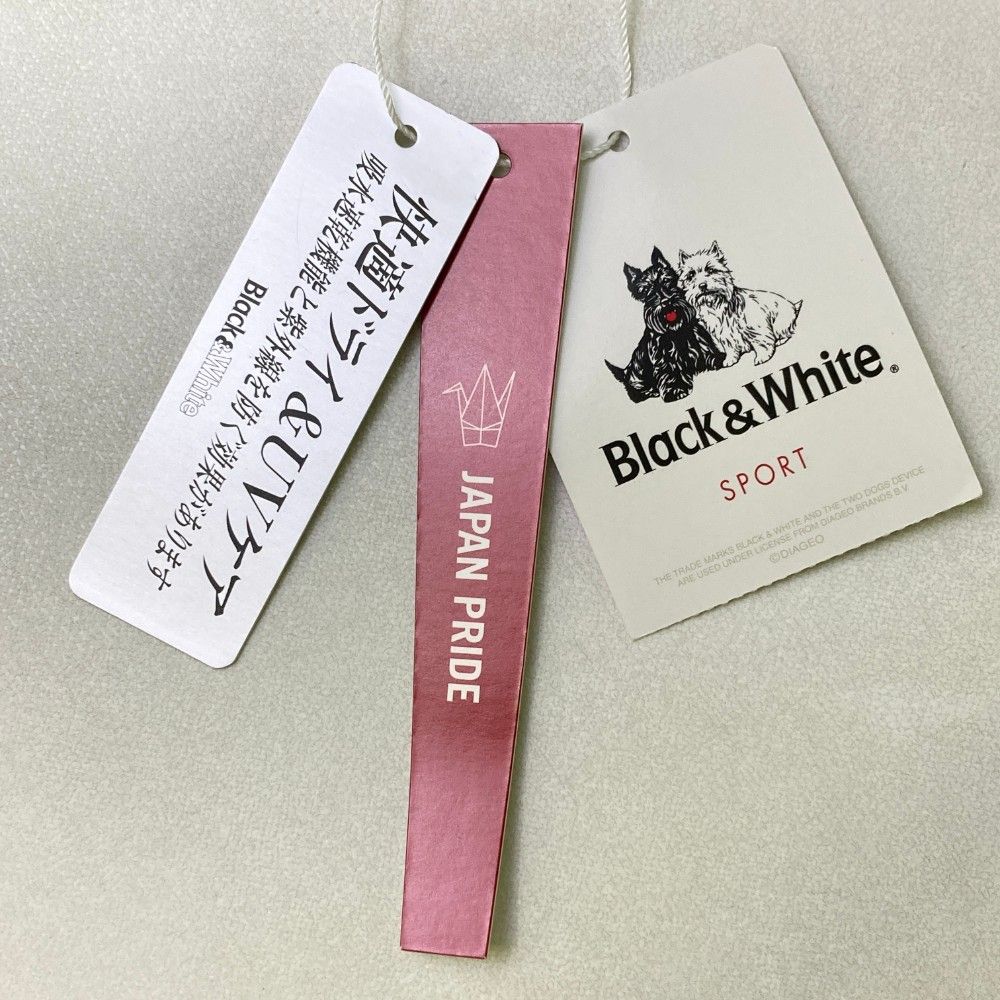 快適ドライ&UVケア
吸水速乾機能と紫外線を防ぐ効果があります
Black&White
JAPAN PRIDE
Black&White®
SPORT
THE TRADE MARKS BLACK & WHITE AND THE TWO DOGS DEVICE
ARE USED UNDER LICENSE FROM DIAGEO BRANDS B.V
©DIAGEO